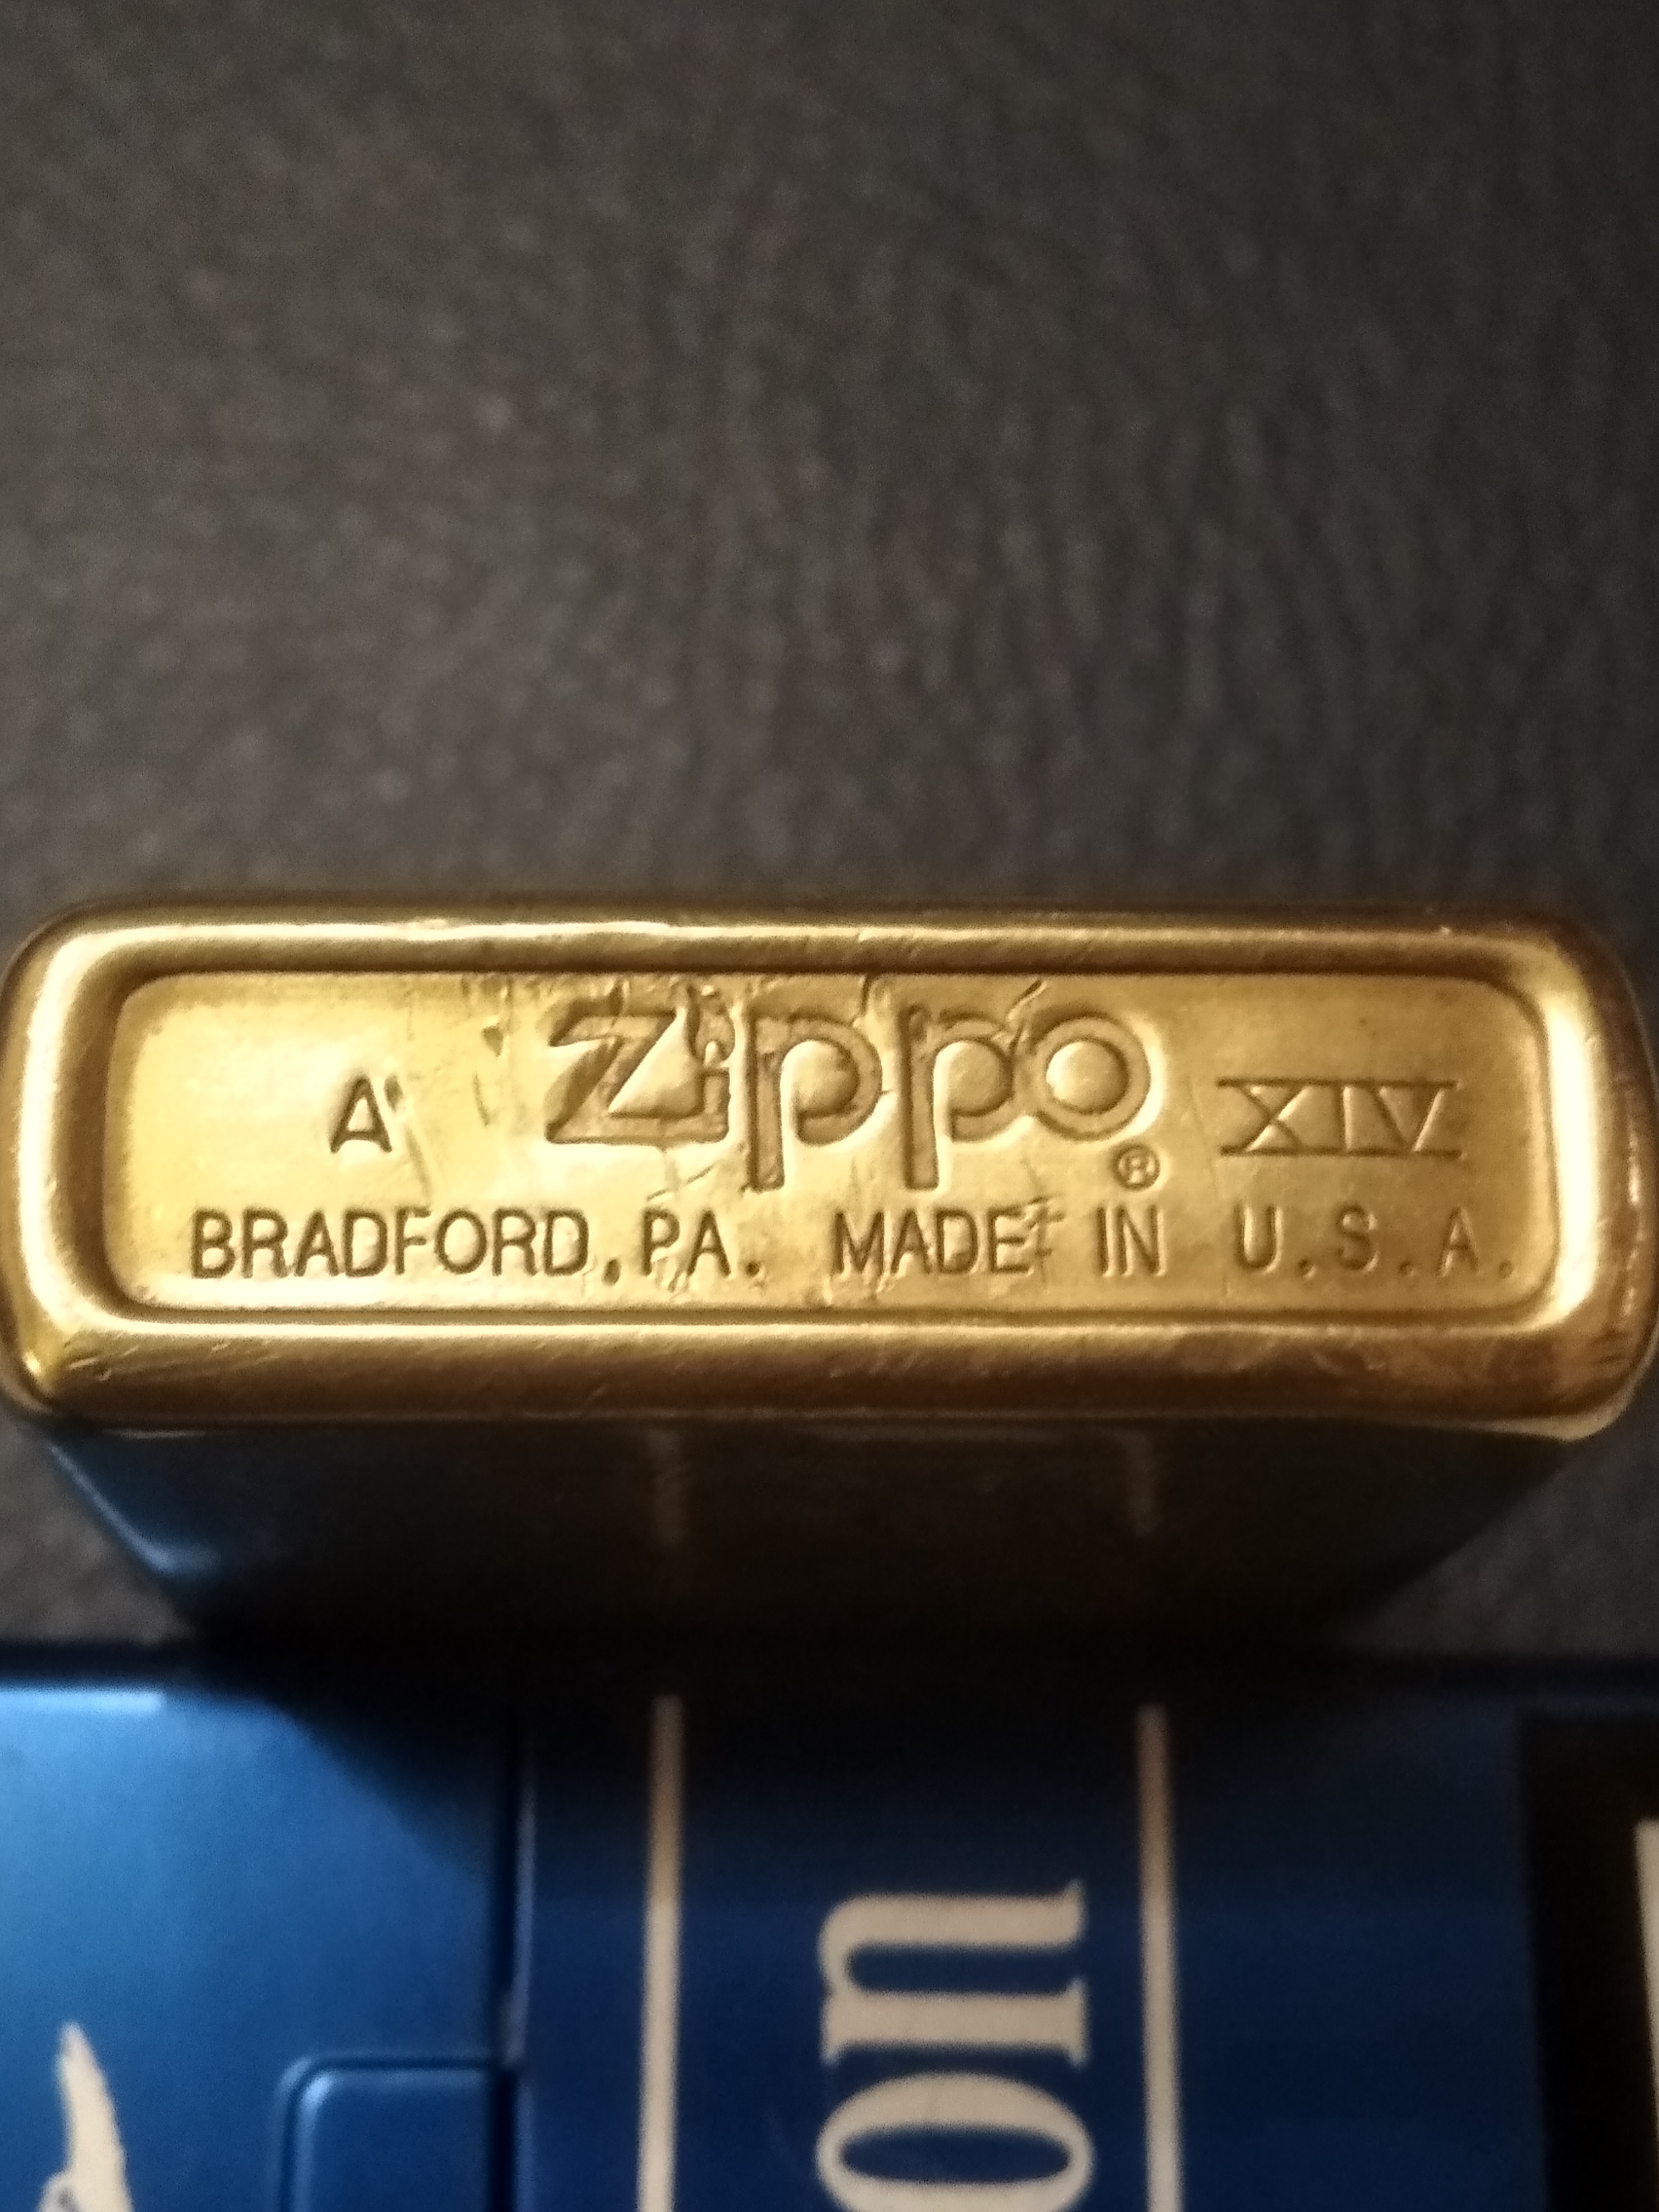 A Zippo® XIV
BRADFORD, PA. MADE IN U.S.A.
on